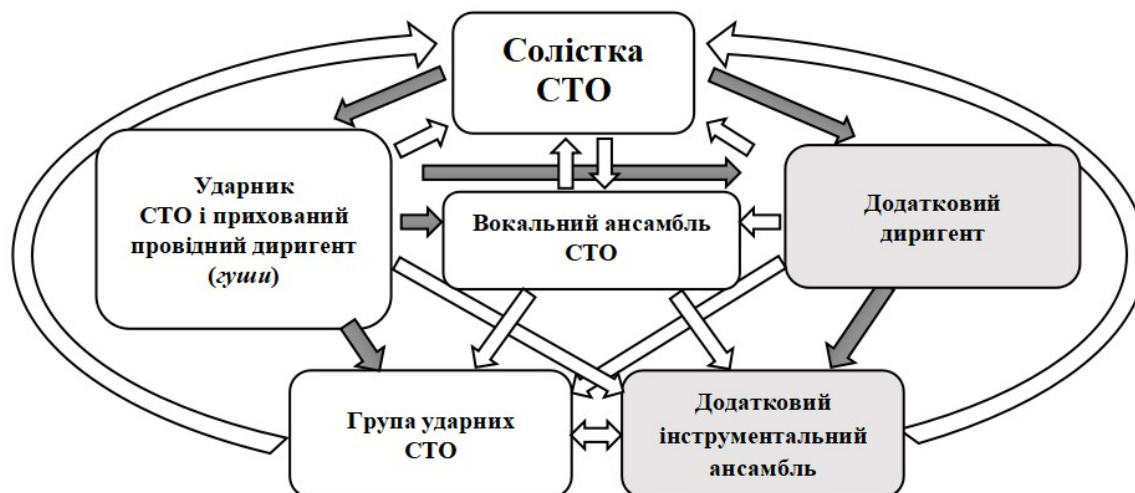 Солістка
СТО
Ударник
СТО і прихований
провідний диригент
(гуши)
Вокальний ансамбль
СТО
Додатковий
диригент
Група ударних
СТО
Додатковий
інструментальний
ансамбль